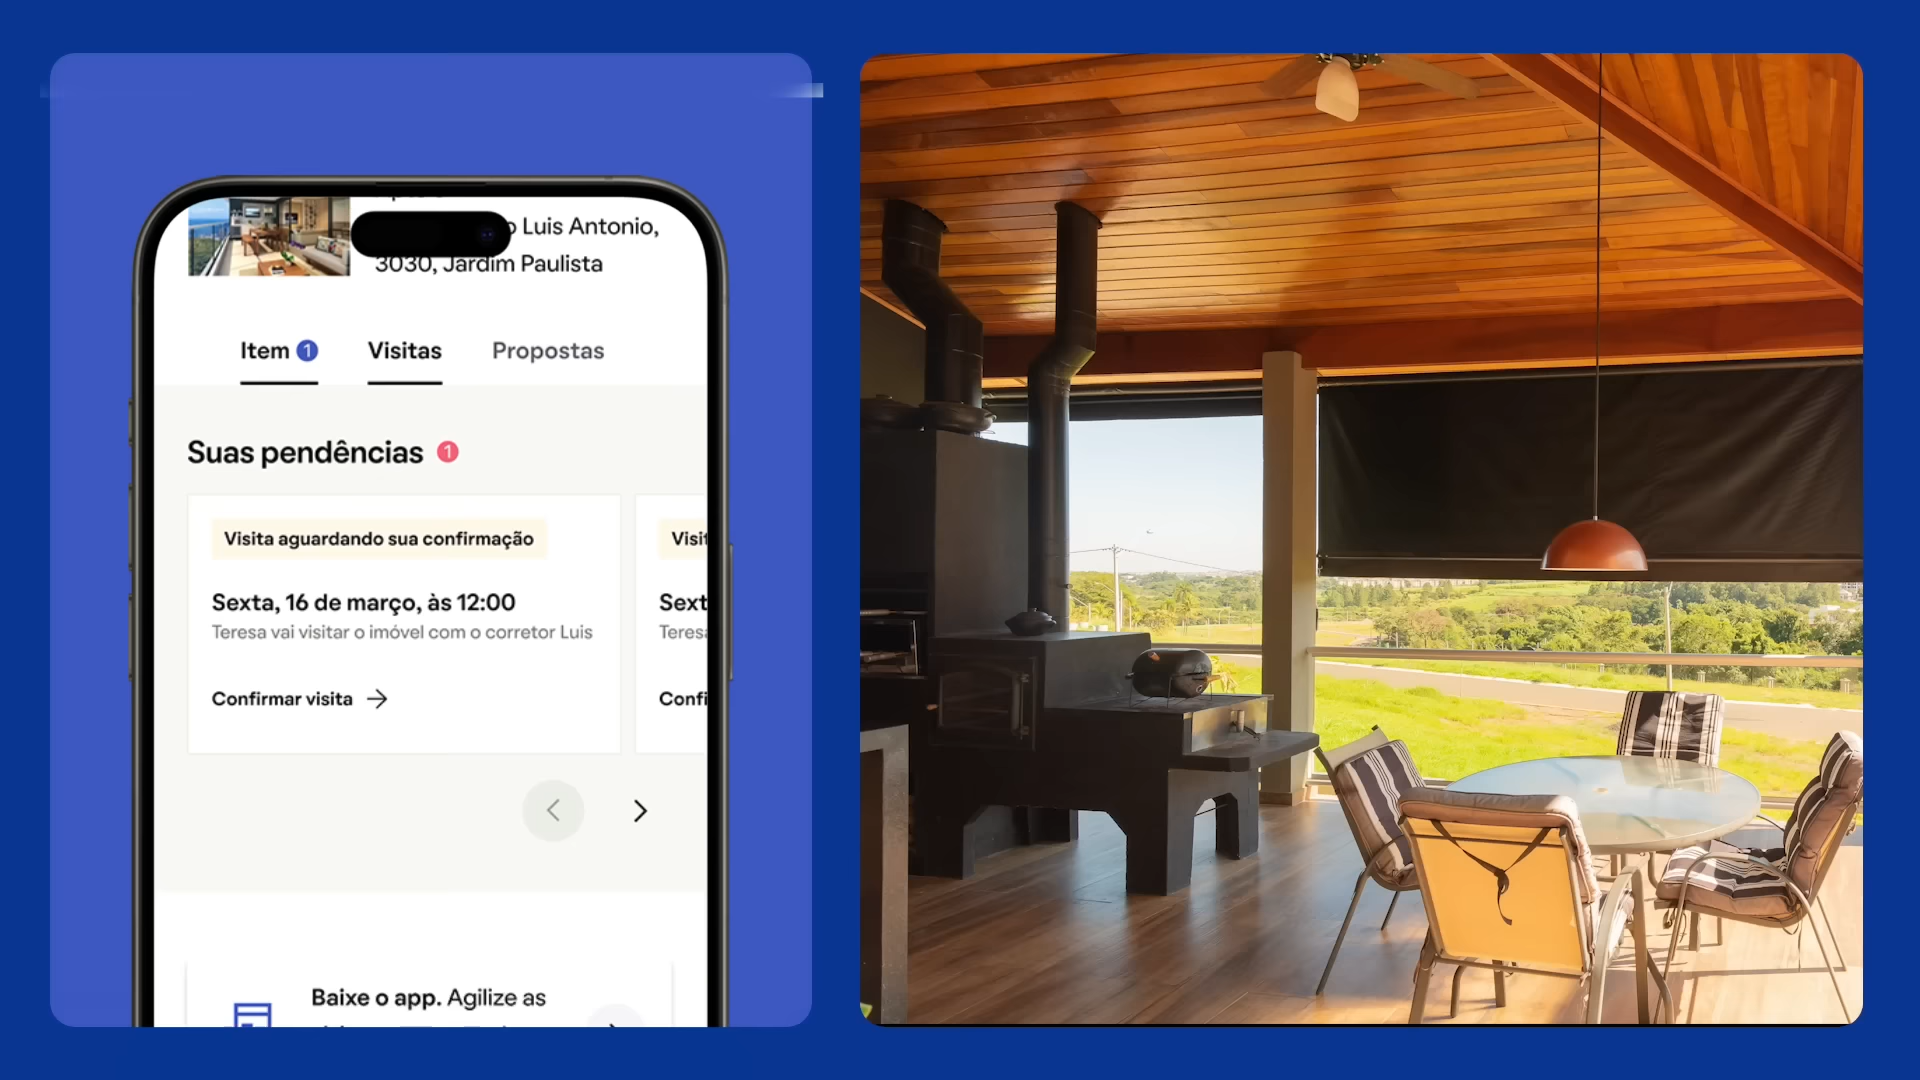 Luis Antonio,
3030, Jardim Paulista
Item 1
Visitas
Propostas
Suas pendências 1
Visita aguardando sua confirmação
Sexta, 16 de março, às 12:00
Teresa vai visitar o imóvel com o corretor Luis
Confirmar visita
Baixe o app. Agilize as